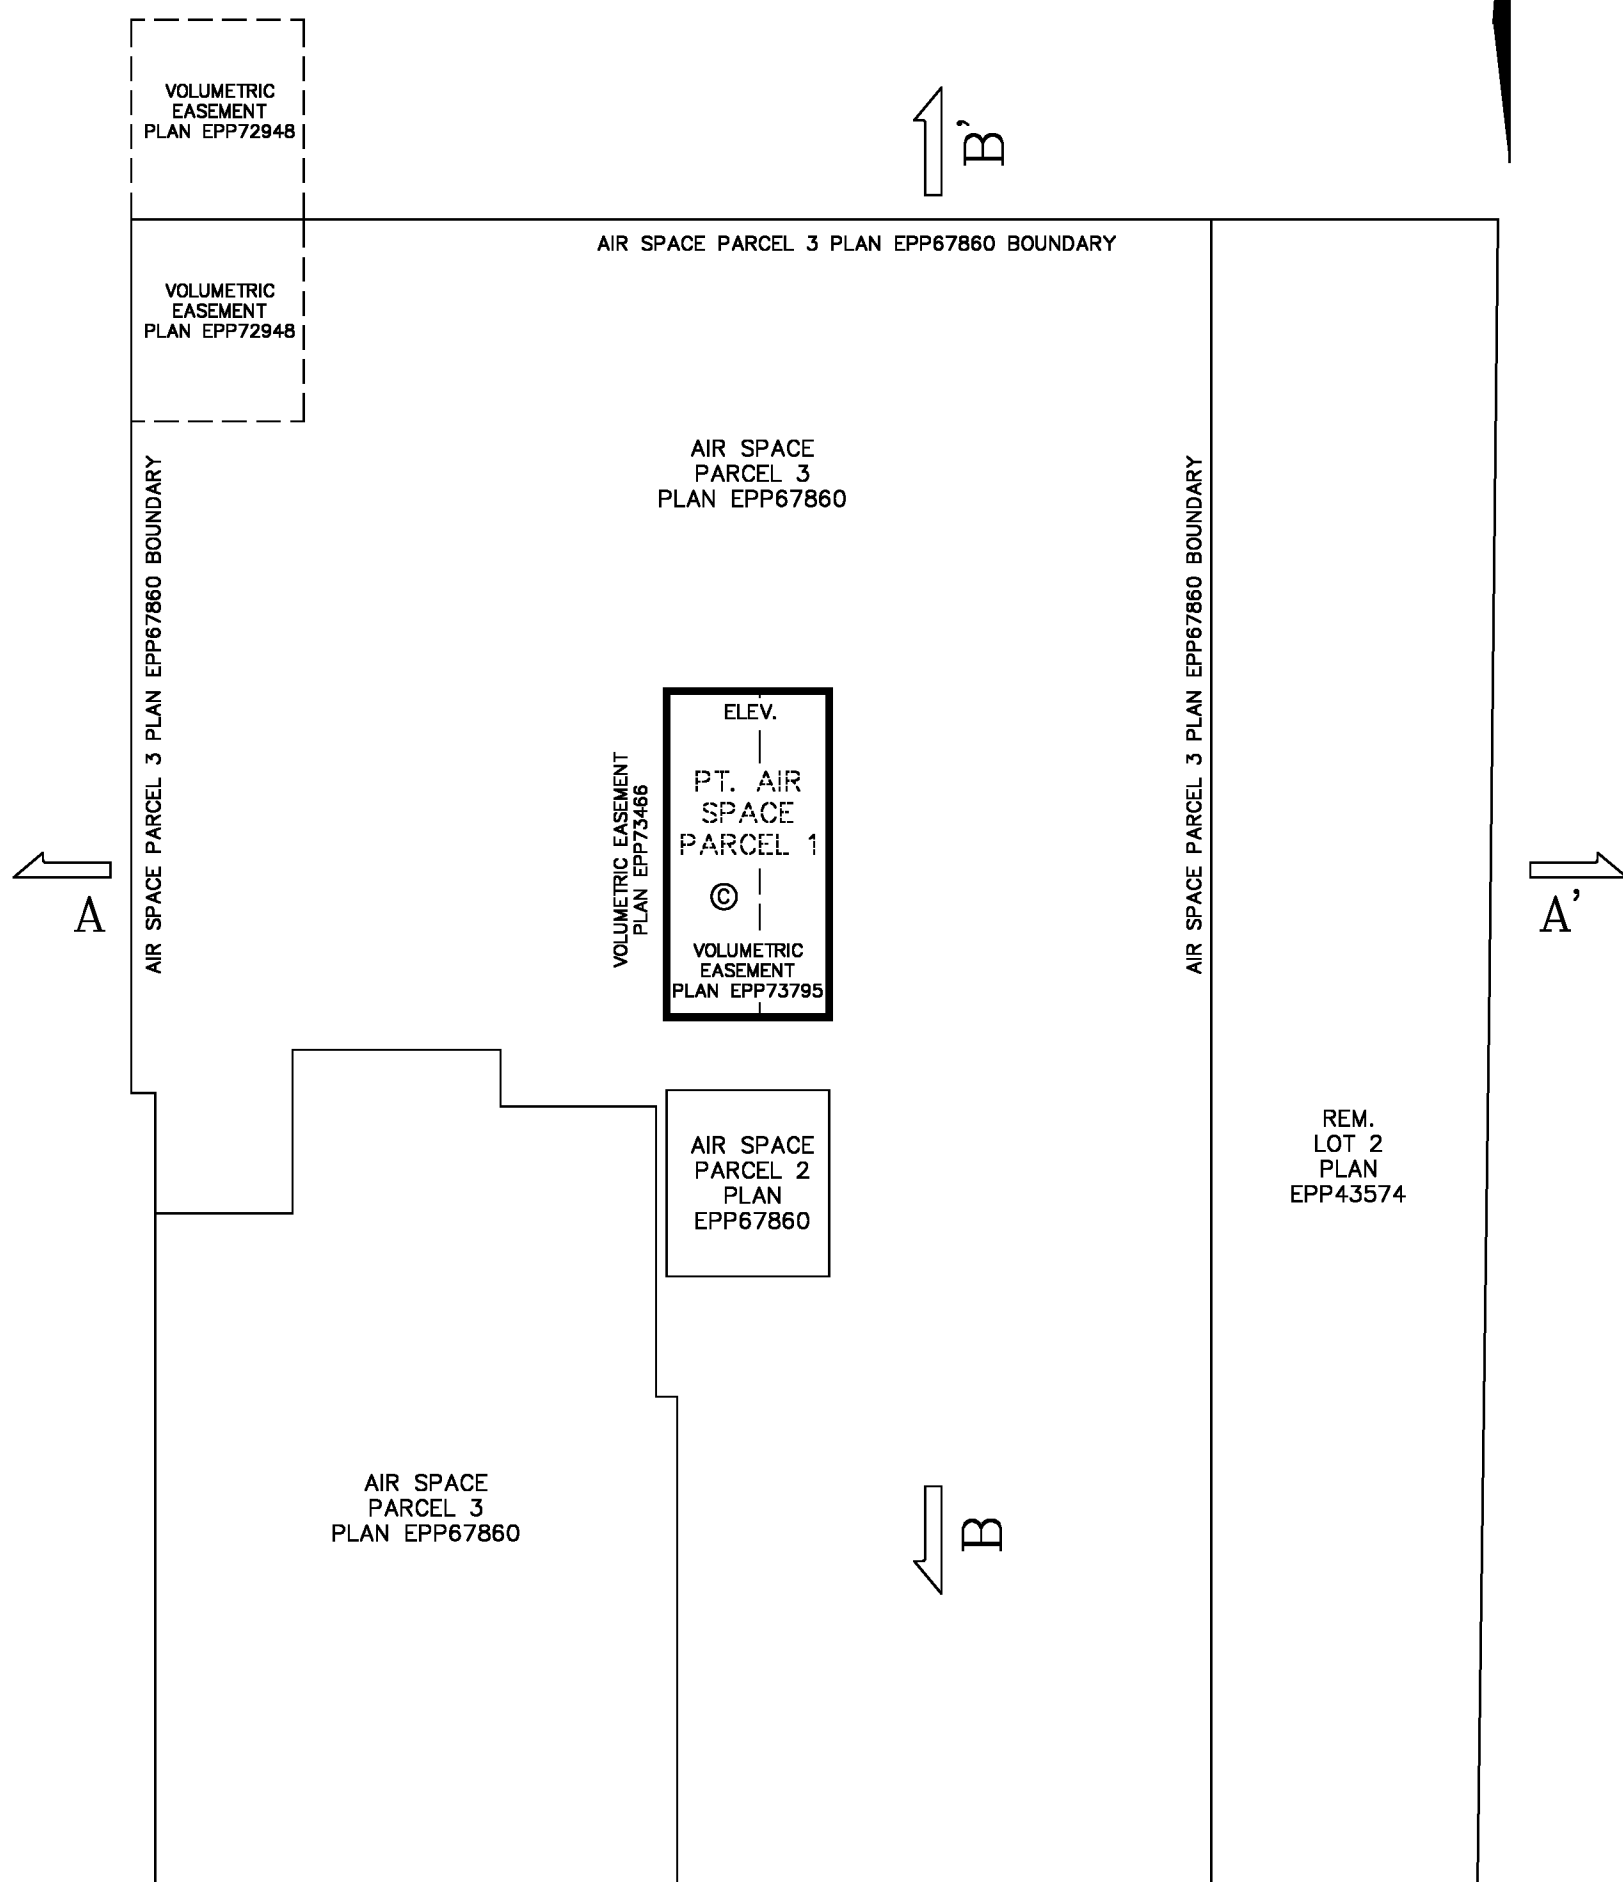 VOLUMETRIC
EASEMENT
PLAN EPP72948
B'
AIR SPACE PARCEL 3 PLAN EPP67860 BOUNDARY
VOLUMETRIC
EASEMENT
PLAN EPP72948
AIR SPACE
PARCEL 3
PLAN EPP67860
AIR SPACE PARCEL 3 PLAN EPP67860 BOUNDARY
AIR SPACE PARCEL 3 PLAN EPP67860 BOUNDARY
ELEV.
VOLUMETRIC EASEMENT
PLAN EPP73466
PT. AIR
SPACE
PARCEL 1
©
VOLUMETRIC
EASEMENT
PLAN EPP73795
A
A'
AIR SPACE
PARCEL 2
PLAN
EPP67860
REM.
LOT 2
PLAN
EPP43574
AIR SPACE
PARCEL 3
PLAN EPP67860
B